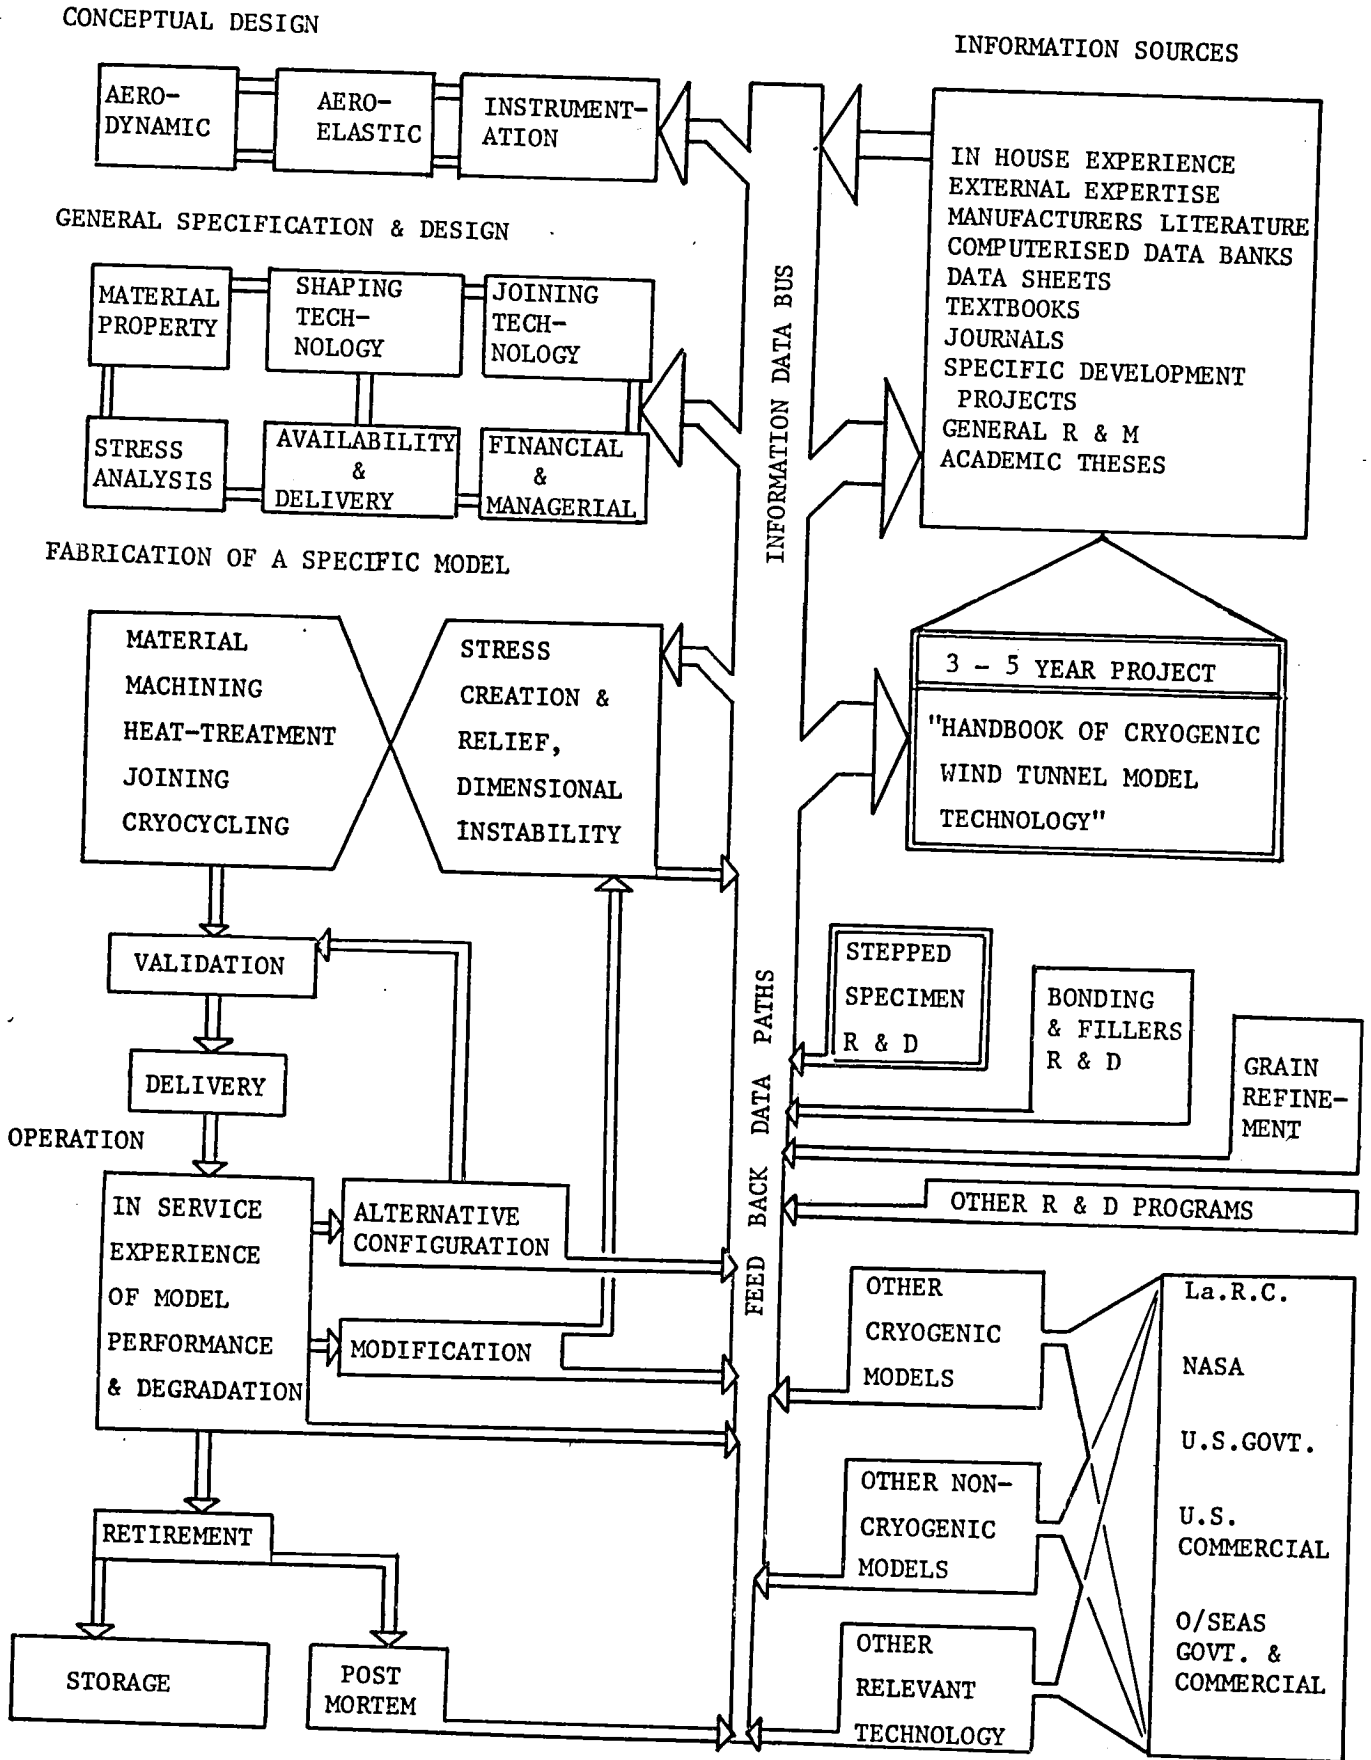 CONCEPTUAL DESIGN
AERO-
DYNAMIC
AERO-
ELASTIC
INSTRUMENT-
ATION
GENERAL SPECIFICATION & DESIGN
MATERIAL
PROPERTY
SHAPING
TECH-
NOLOGY
JOINING
TECH-
NOLOGY
STRESS
ANALYSIS
AVAILABILITY
&
DELIVERY
FINANCIAL
&
MANAGERIAL
FABRICATION OF A SPECIFIC MODEL
MATERIAL
MACHINING
HEAT-TREATMENT
JOINING
CRYOCYCLING
STRESS
CREATION &
RELIEF,
DIMENSIONAL
INSTABILITY
VALIDATION
DELIVERY
OPERATION
IN SERVICE
EXPERIENCE
OF MODEL
PERFORMANCE
& DEGRADATION
ALTERNATIVE
CONFIGURATION
MODIFICATION
RETIREMENT
STORAGE
POST
MORTEM
INFORMATION DATA BUS
FEED BACK DATA PATHS
INFORMATION SOURCES
IN HOUSE EXPERIENCE
EXTERNAL EXPERTISE
MANUFACTURERS LITERATURE
COMPUTERISED DATA BANKS
DATA SHEETS
TEXTBOOKS
JOURNALS
SPECIFIC DEVELOPMENT
PROJECTS
GENERAL R & M
ACADEMIC THESES
3 - 5 YEAR PROJECT
"HANDBOOK OF CRYOGENIC
WIND TUNNEL MODEL
TECHNOLOGY"
STEPPED
SPECIMEN
R & D
BONDING
& FILLERS
R & D
GRAIN
REFINE-
MENT
OTHER R & D PROGRAMS
OTHER
CRYOGENIC
MODELS
OTHER NON-
CRYOGENIC
MODELS
OTHER
RELEVANT
TECHNOLOGY
La.R.C.
NASA
U.S.GOVT.
U.S.
COMMERCIAL
O/SEAS
GOVT. &
COMMERCIAL